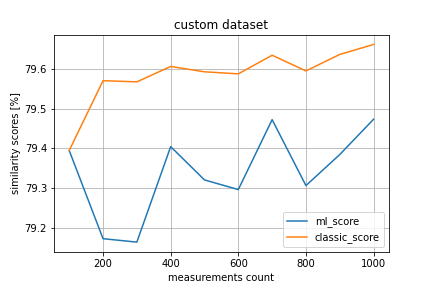 custom dataset
similarity scores [%]
79.6
79.5
79.4
79.3
79.2
ml_score
classic_score
200 400 600 800 1000
measurements count